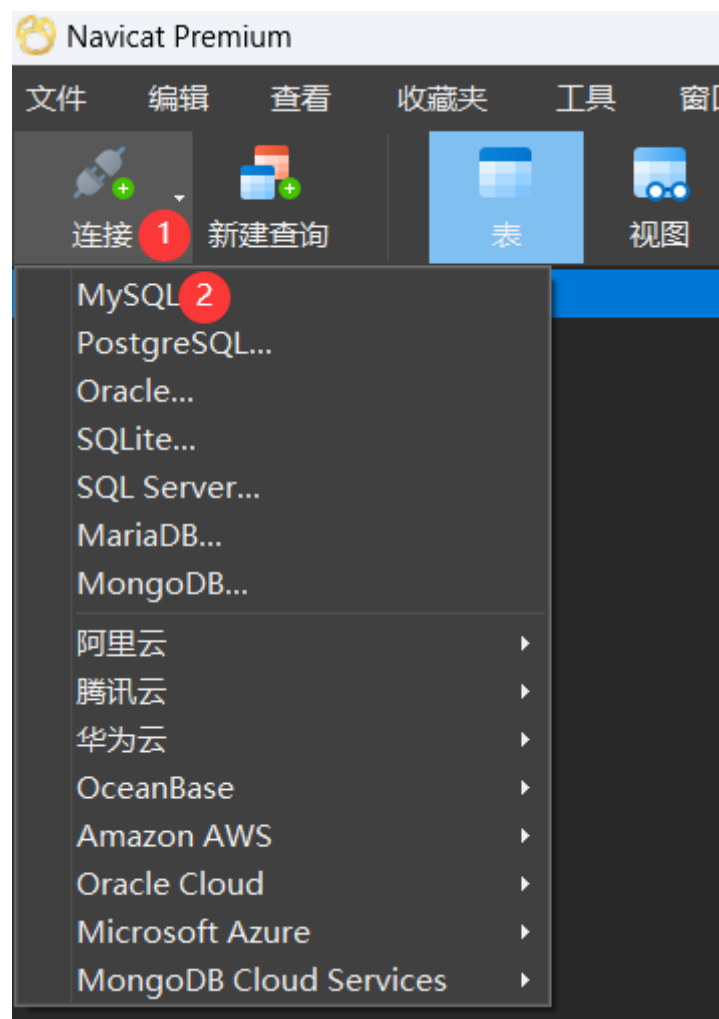 Navicat Premium
文件 编辑 查看 收藏夹 工具
连接 1 新建查询 表 视图
MySQL 2
PostgreSQL...
Oracle...
SQLite...
SQL Server...
MariaDB...
MongoDB...
阿里云
腾讯云
华为云
OceanBase
Amazon AWS
Oracle Cloud
Microsoft Azure
MongoDB Cloud Services